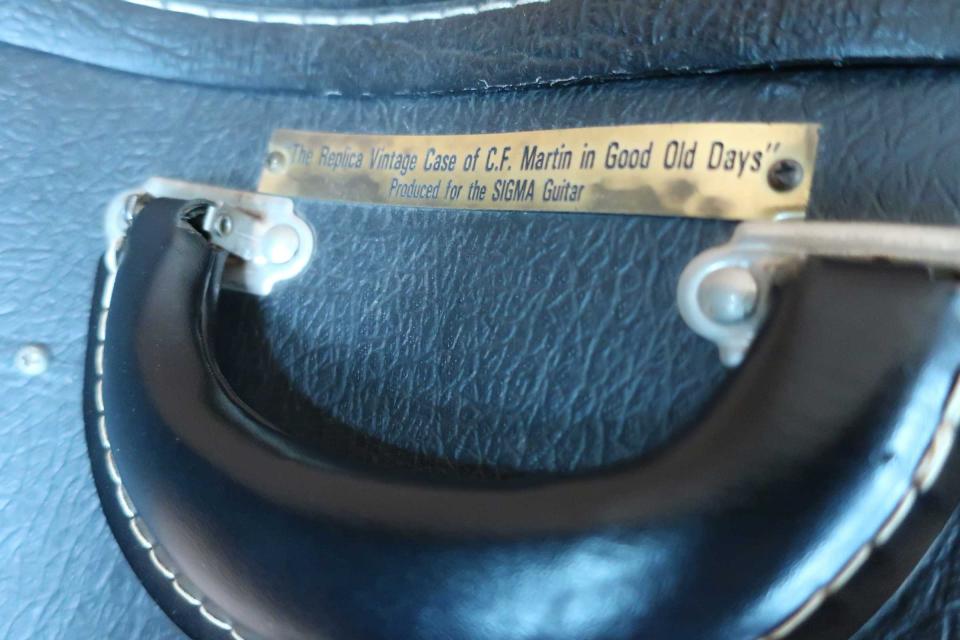 "The Replica Vintage Case of C.F. Martin in Good Old Days"
Produced for the SIGMA Guitar